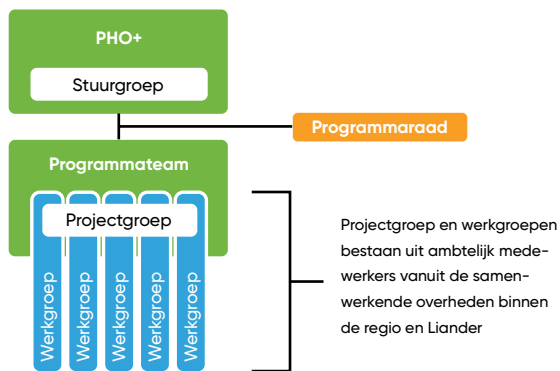 PHO+
Stuurgroep
Programmaraad
Programmateam
Projectgroep
Werkgroep
Werkgroep
Werkgroep
Werkgroep
Werkgroep
Projectgroep en werkgroepen
bestaan uit ambtelijk mede-
werkers vanuit de samen-
werkende overheden binnen
de regio en Liander